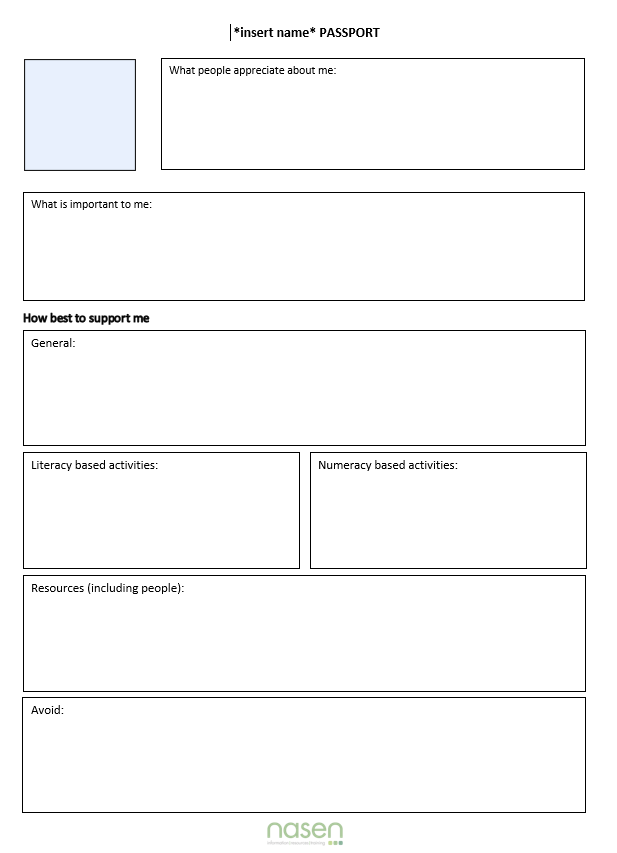 *insert name* PASSPORT
What people appreciate about me:
What is important to me:
How best to support me
General:
Literacy based activities:
Numeracy based activities:
Resources (including people):
Avoid:
nasen